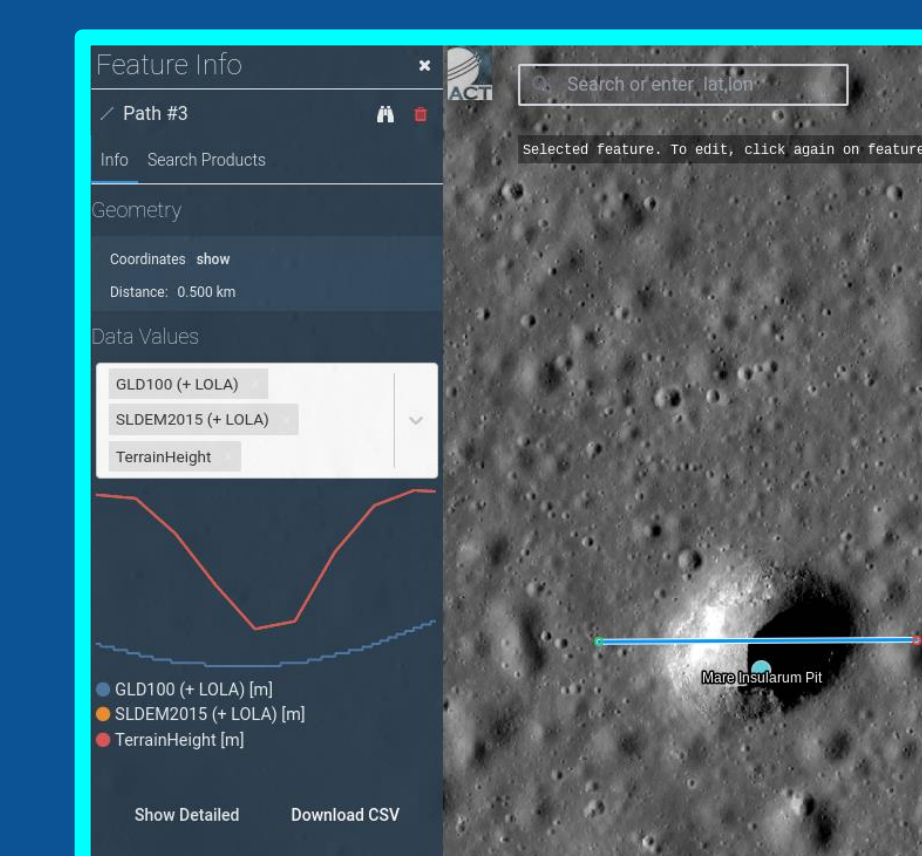 Feature Info
Path #3
Info Search Products
Geometry
Coordinates show
Distance: 0.500 km
Data Values
GLD100 (+ LOLA)
SLDEM2015 (+ LOLA)
TerrainHeight
GLD100 (+ LOLA) [m]
SLDEM2015 (+ LOLA) [m]
TerrainHeight [m]
Show Detailed Download CSV
ACT
Search or enter lat,lon
Selected feature. To edit, click again on feature
Mare Insularum Pit